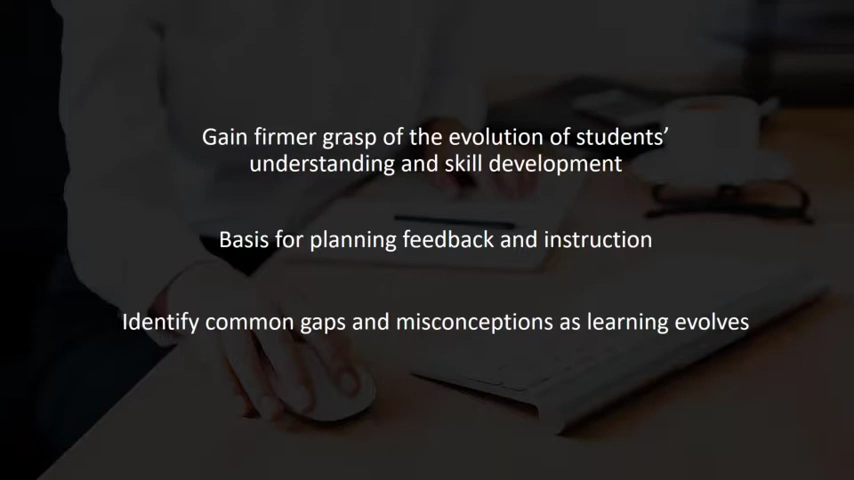 Gain firmer grasp of the evolution of students’
understanding and skill development
Basis for planning feedback and instruction
Identify common gaps and misconceptions as learning evolves